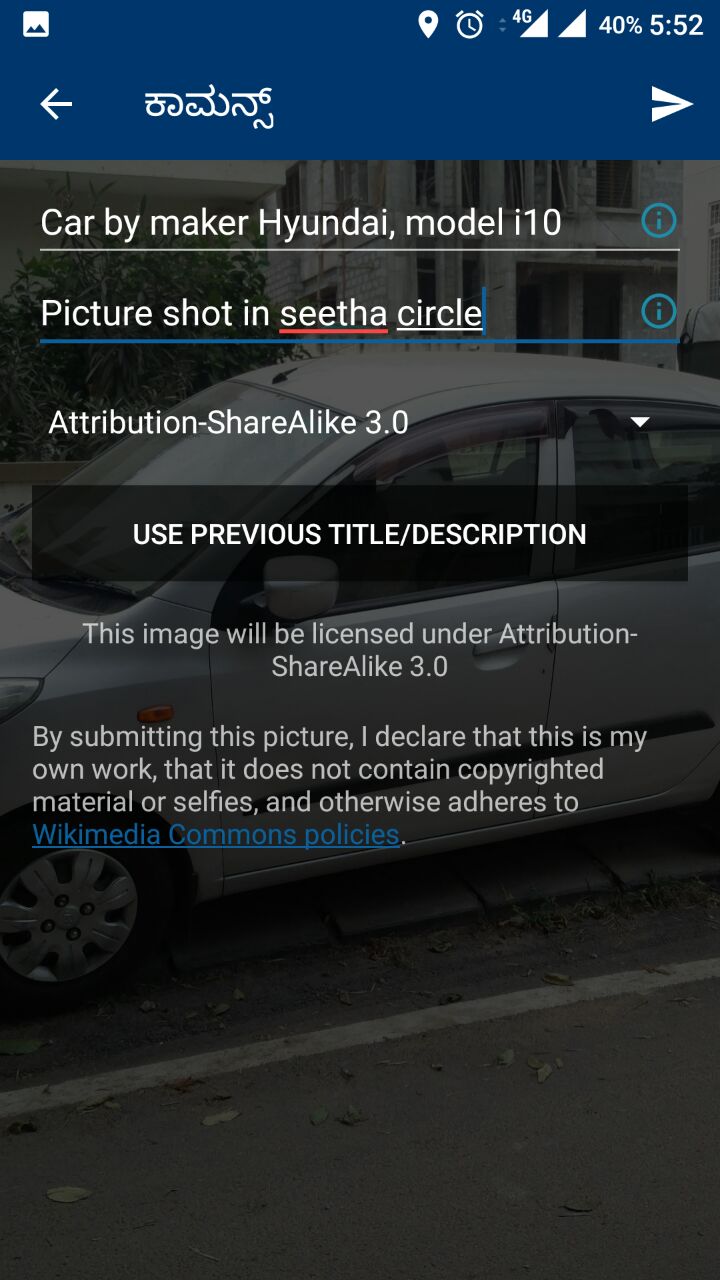 4G 40% 5:52
ಕಾಮನ್ಸ್
Car by maker Hyundai, model i10
Picture shot in seetha circle
Attribution-ShareAlike 3.0
USE PREVIOUS TITLE/DESCRIPTION
This image will be licensed under Attribution-
ShareAlike 3.0
By submitting this picture, I declare that this is my
own work, that it does not contain copyrighted
material or selfies, and otherwise adheres to
Wikimedia Commons policies.